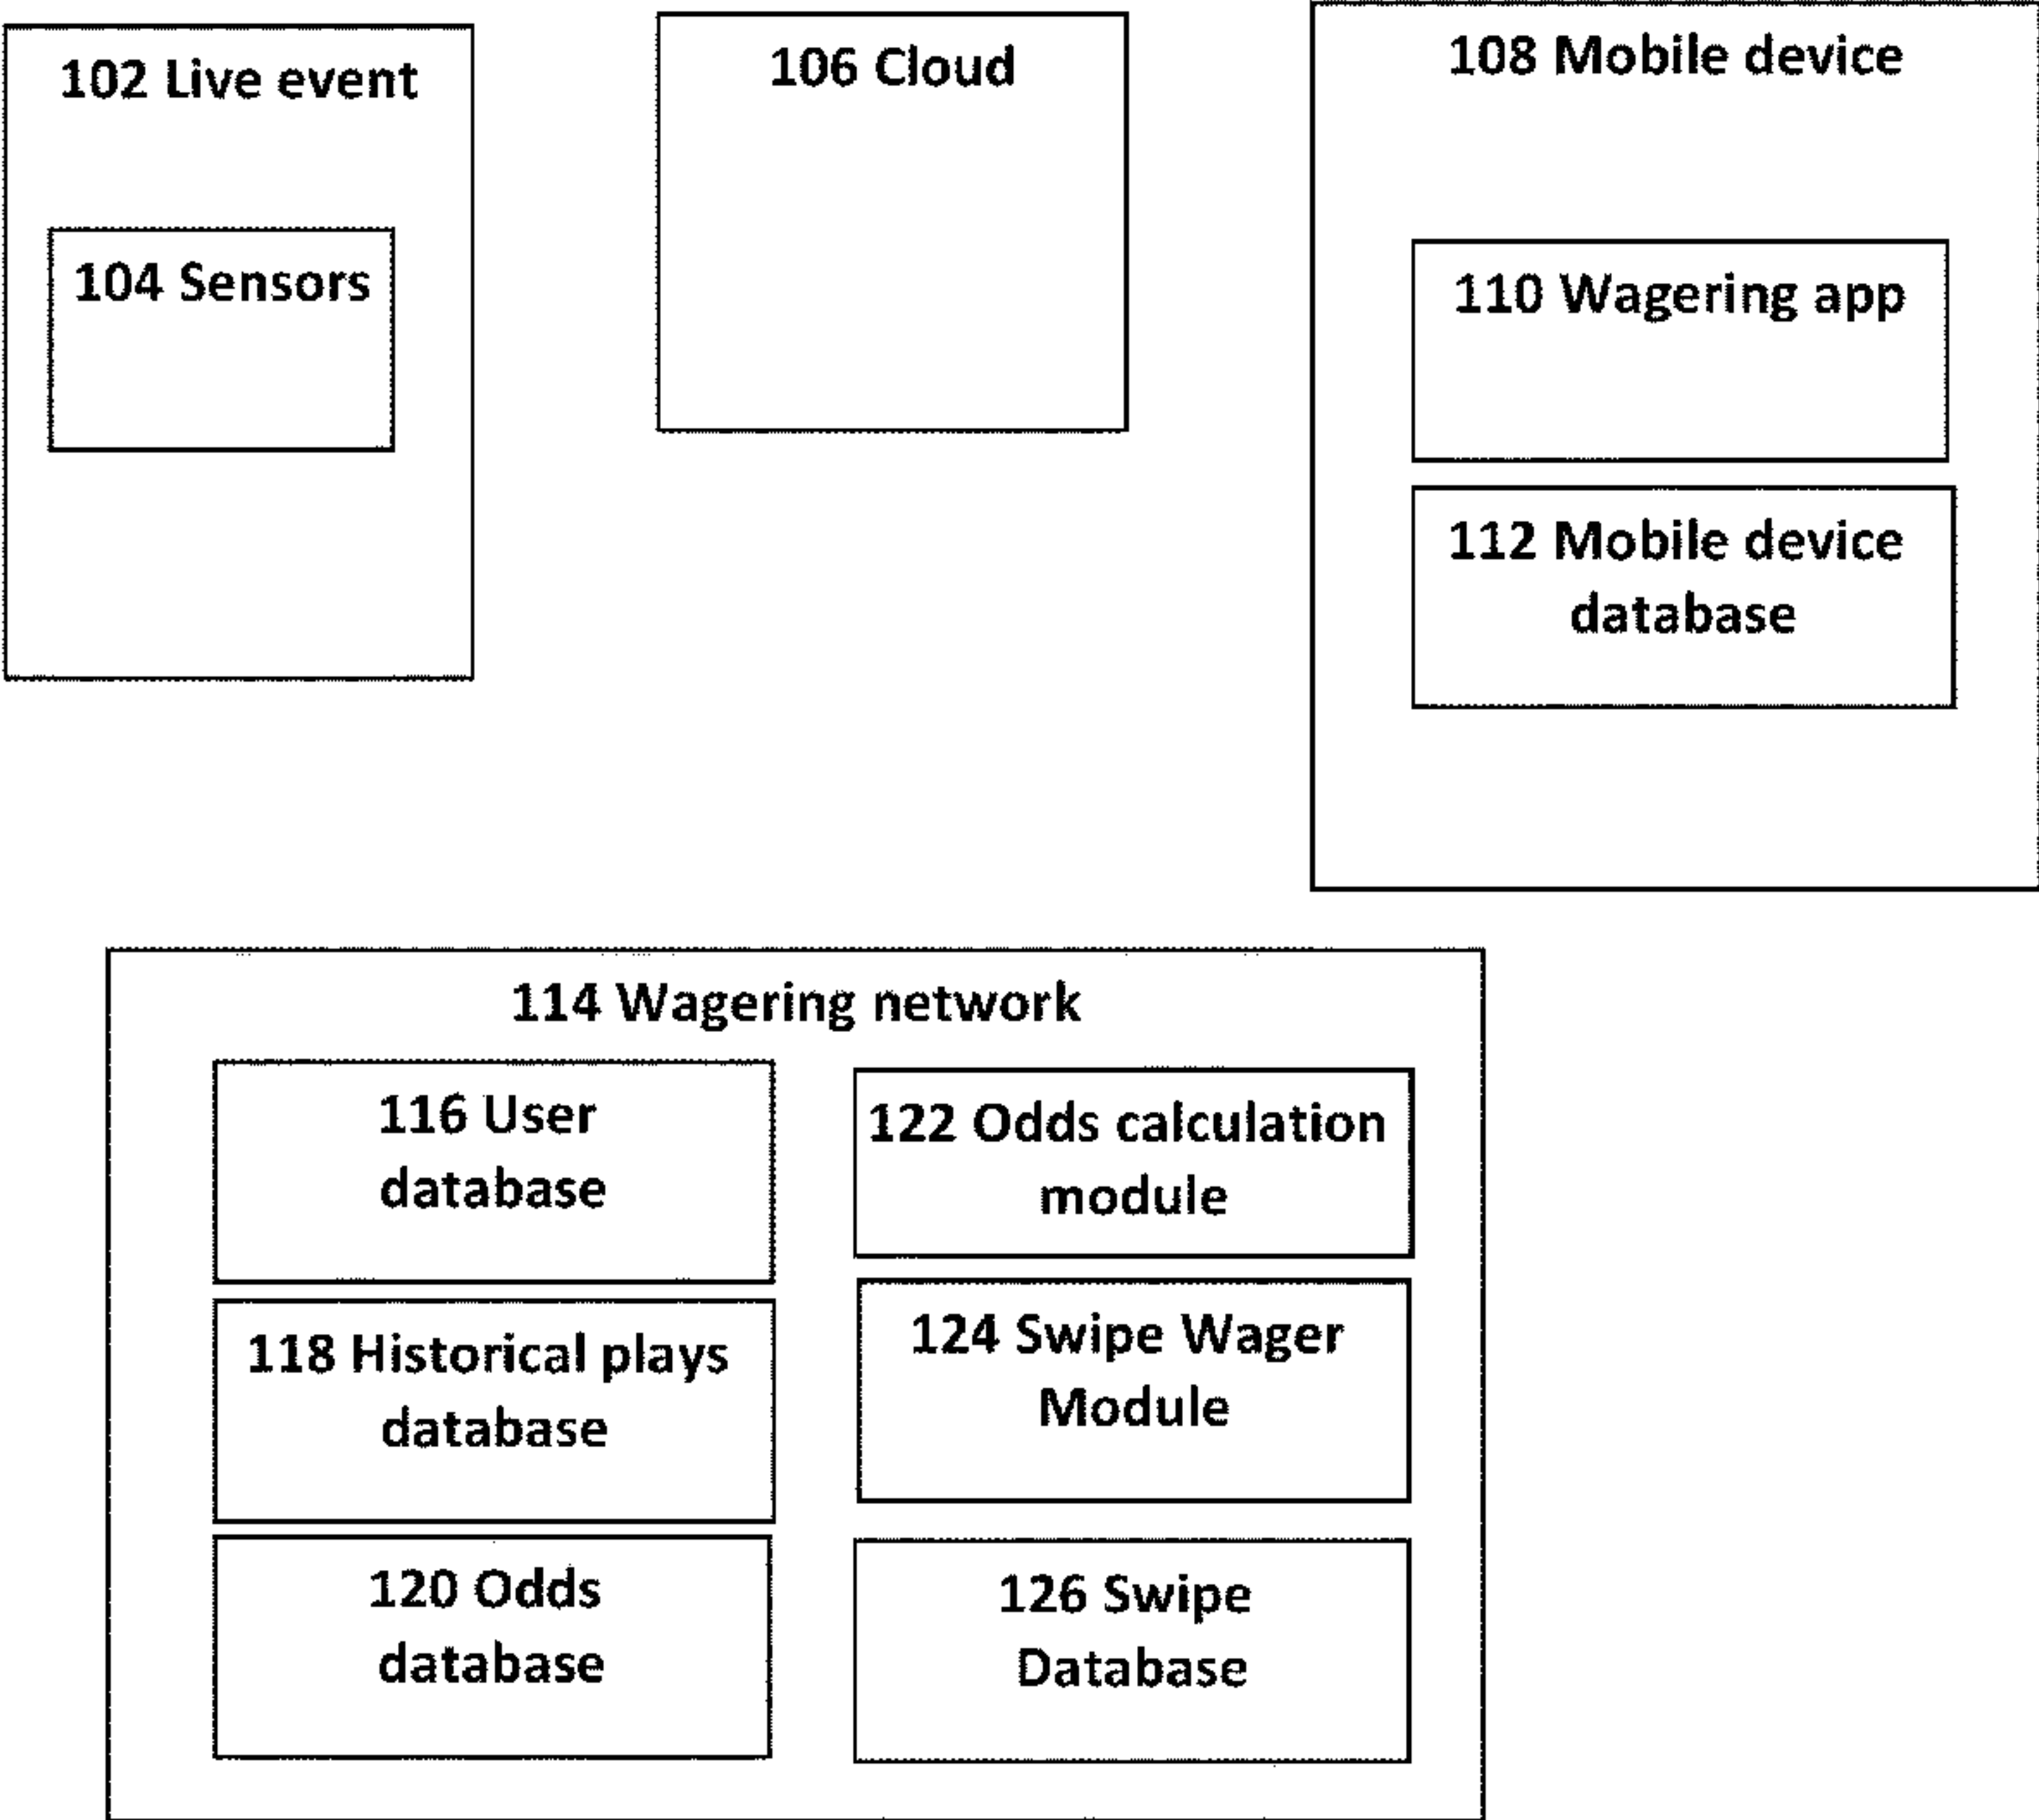 102 Live event
104 Sensors
106 Cloud
108 Mobile device
110 Wagering app
112 Mobile device
database
114 Wagering network
116 User
database
118 Historical plays
database
120 Odds
database
122 Odds calculation
module
124 Swipe Wager
Module
126 Swipe
Database